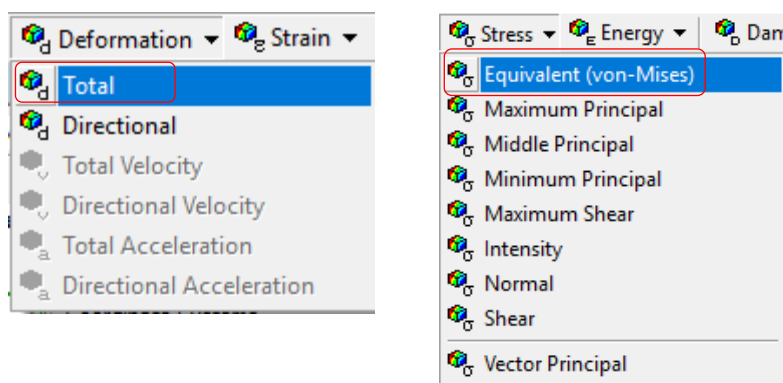 Deformation Strain
Total
Directional
Total Velocity
Directional Velocity
Total Acceleration
Directional Acceleration
Stress Energy Dam
Equivalent (von-Mises)
Maximum Principal
Middle Principal
Minimum Principal
Maximum Shear
Intensity
Normal
Shear
Vector Principal